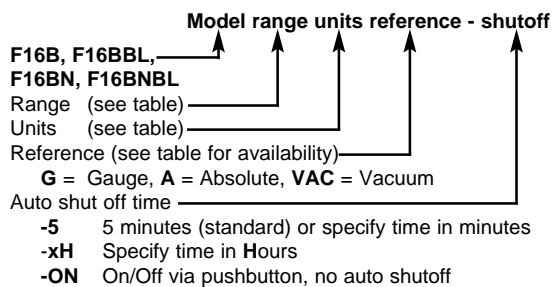 Model range units reference - shutoff
F16B, F16BBL,
F16BN, F16BNBL
Range (see table)
Units (see table)
Reference (see table for availability)
G = Gauge, A = Absolute, VAC = Vacuum
Auto shut off time
-5 5 minutes (standard) or specify time in minutes
-xH Specify time in Hours
-ON On/Off via pushbutton, no auto shutoff